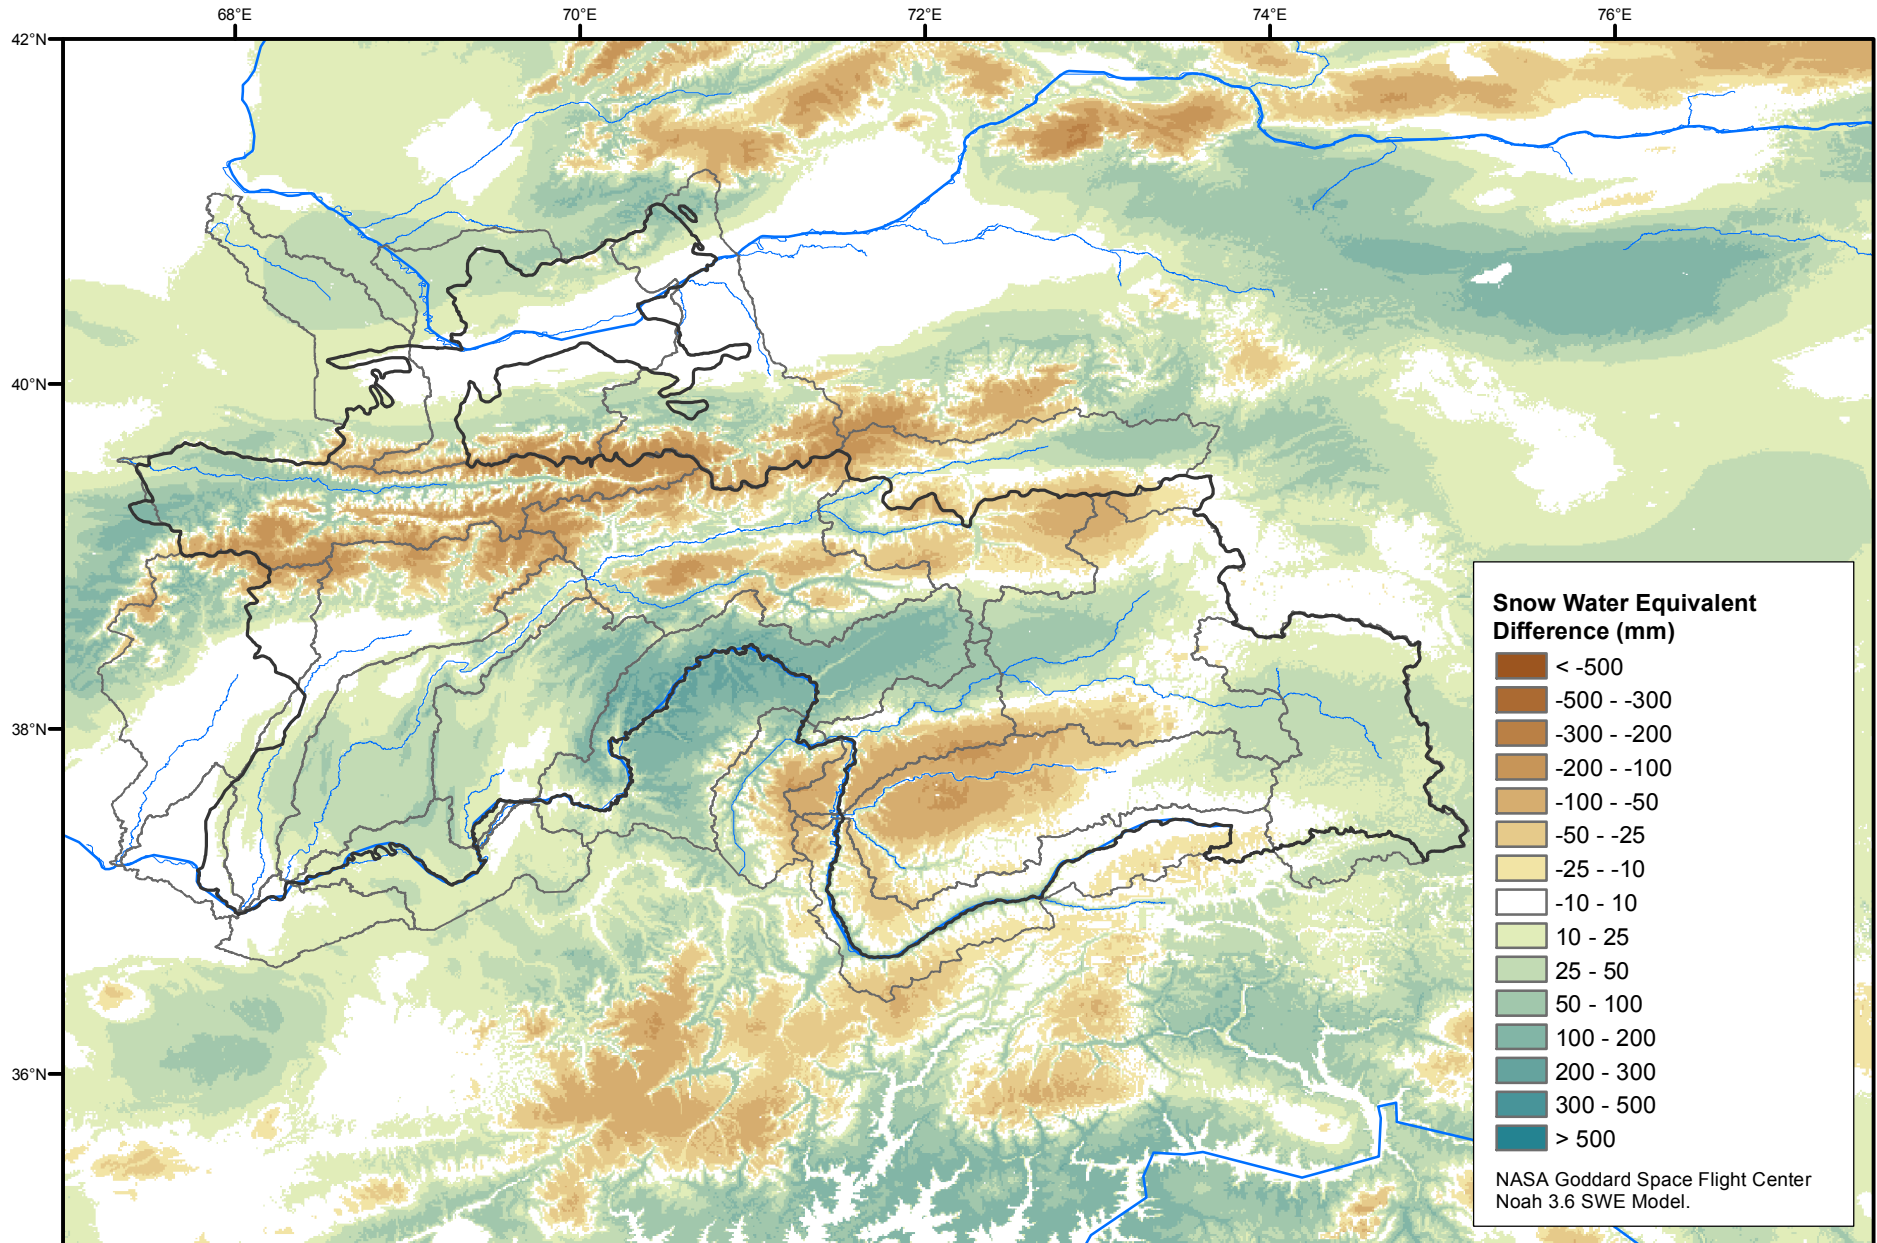 68°E
70°E
72°E
74°E
76°E
42°N
40°N
38°N
36°N
Snow Water Equivalent
Difference (mm)
< -500
-500 - -300
-300 - -200
-200 - -100
-100 - -50
-50 - -25
-25 - -10
-10 - 10
10 - 25
25 - 50
50 - 100
100 - 200
200 - 300
300 - 500
> 500
NASA Goddard Space Flight Center
Noah 3.6 SWE Model.